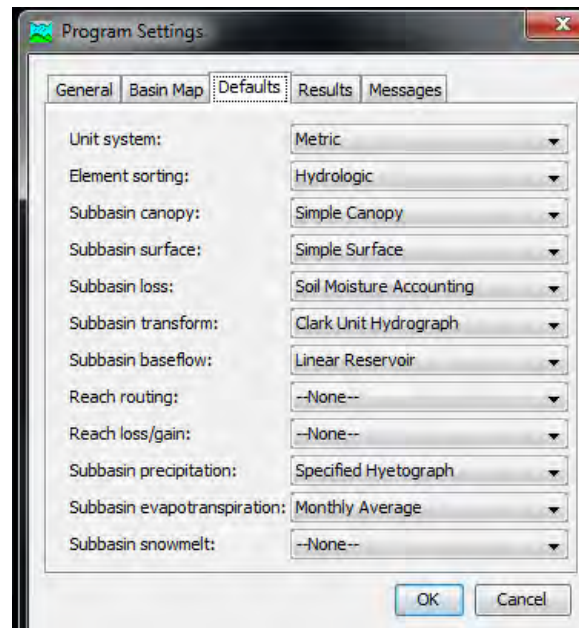 Program Settings
General Basin Map Defaults Results Messages
Unit system: Metric
Element sorting: Hydrologic
Subbasin canopy: Simple Canopy
Subbasin surface: Simple Surface
Subbasin loss: Soil Moisture Accounting
Subbasin transform: Clark Unit Hydrograph
Subbasin baseflow: Linear Reservoir
Reach routing: --None--
Reach loss/gain: --None--
Subbasin precipitation: Specified Hyetograph
Subbasin evapotranspiration: Monthly Average
Subbasin snowmelt: --None--
OK Cancel